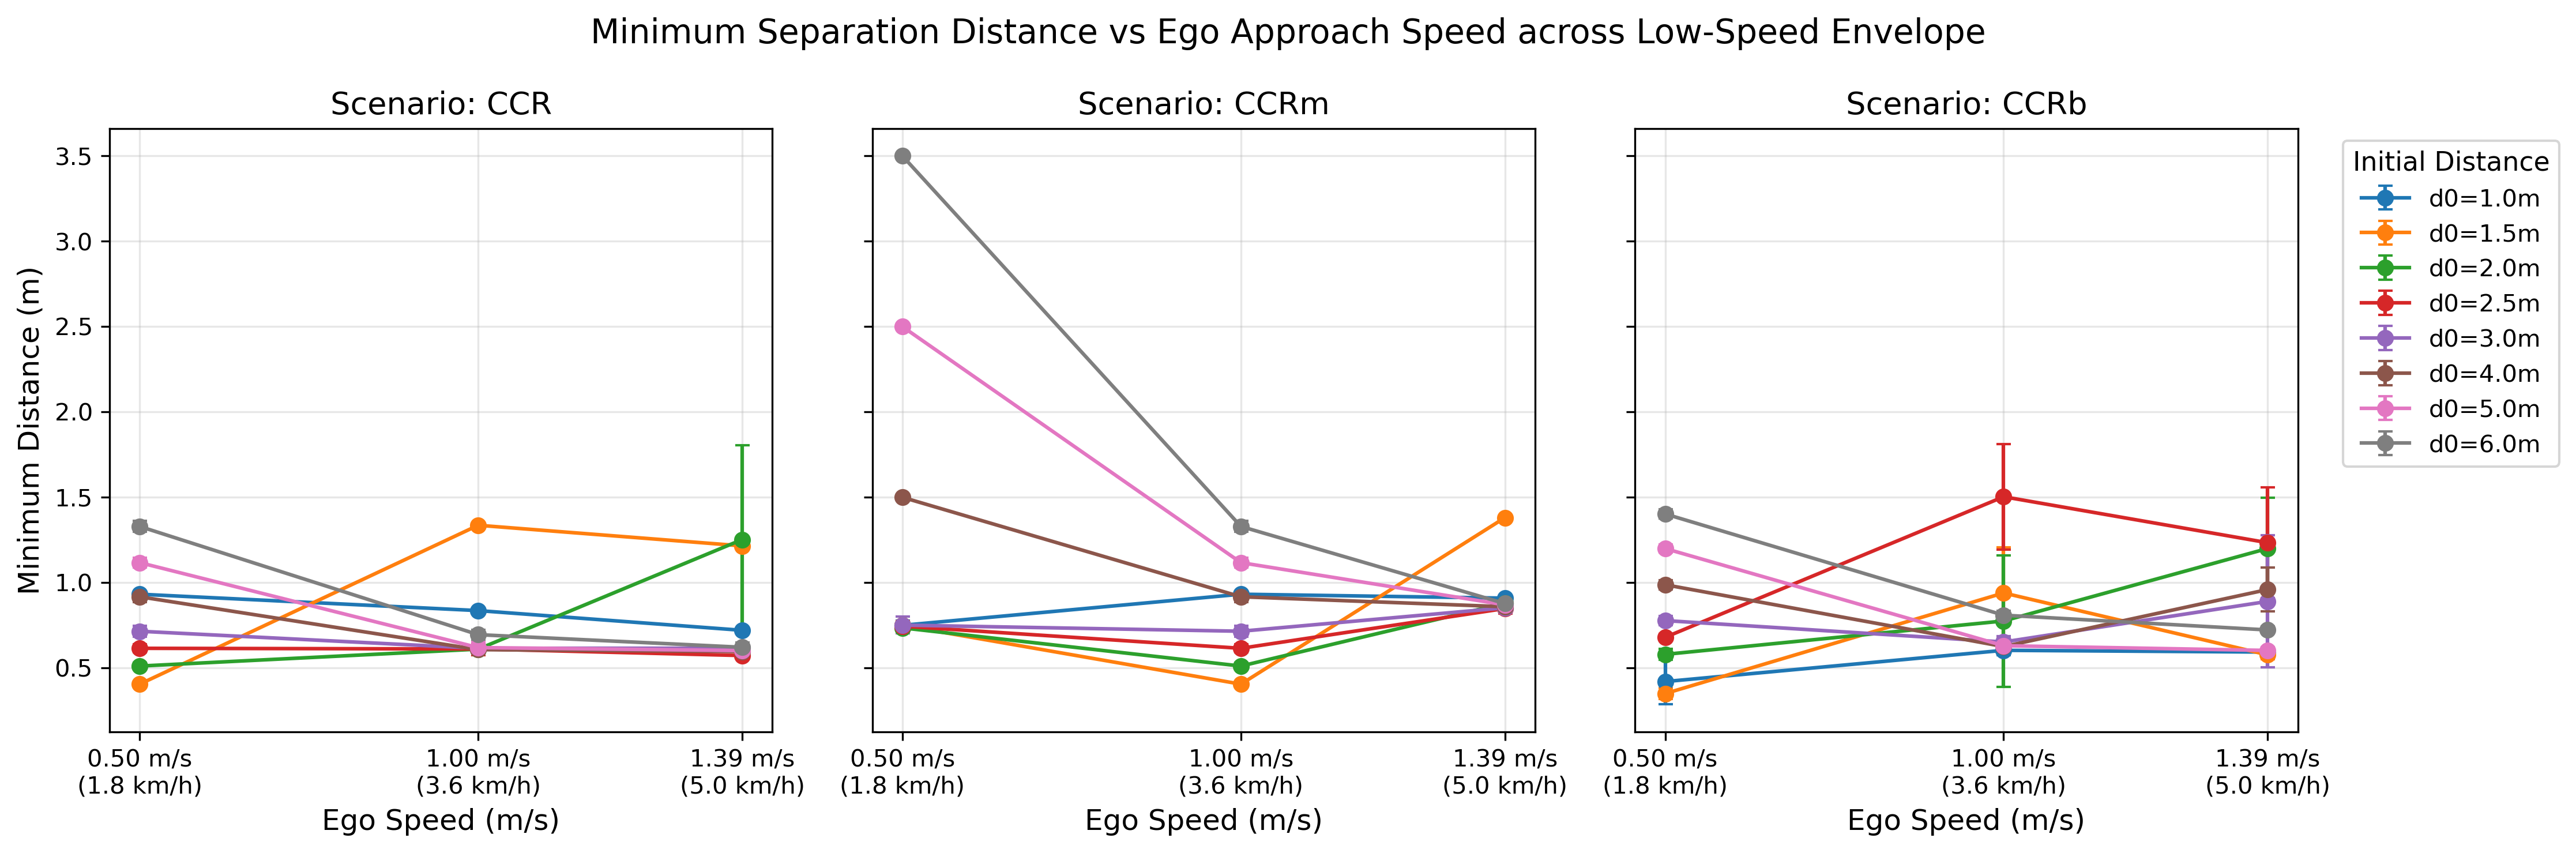 Minimum Separation Distance vs Ego Approach Speed across Low-Speed Envelope
Scenario: CCR
Scenario: CCRm
Scenario: CCRb
Minimum Distance (m)
3.5
3.0
2.5
2.0
1.5
1.0
0.5
0.50 m/s
(1.8 km/h)
1.00 m/s
(3.6 km/h)
1.39 m/s
(5.0 km/h)
Ego Speed (m/s)
0.50 m/s
(1.8 km/h)
1.00 m/s
(3.6 km/h)
1.39 m/s
(5.0 km/h)
Ego Speed (m/s)
0.50 m/s
(1.8 km/h)
1.00 m/s
(3.6 km/h)
1.39 m/s
(5.0 km/h)
Ego Speed (m/s)
Initial Distance
d0=1.0m
d0=1.5m
d0=2.0m
d0=2.5m
d0=3.0m
d0=4.0m
d0=5.0m
d0=6.0m